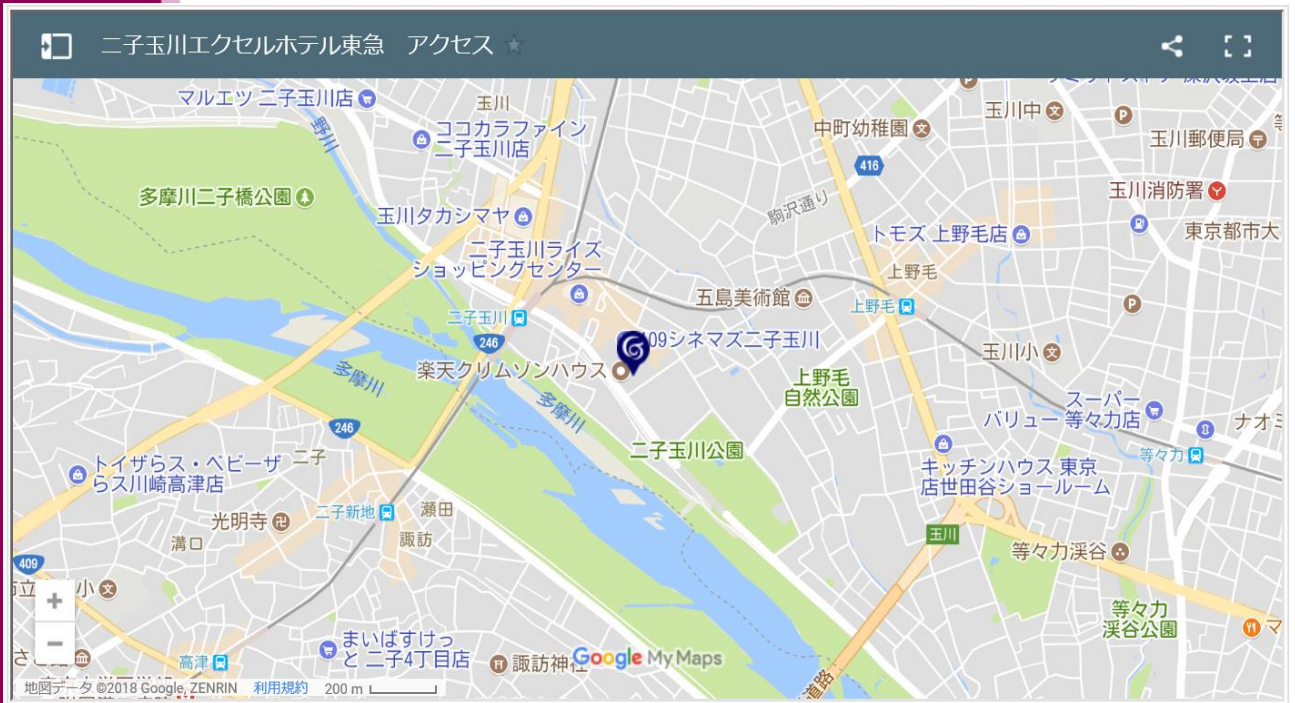 二子玉川エクセルホテル東急 アクセス
マルエツ 二子玉川店
玉川
野川
ココカラファイン
二子玉川店
中町幼稚園
玉川中
玉川郵便局
416
多摩川二子橋公園
玉川タカシマヤ
駒沢通り
玉川消防署
トモズ 上野毛店
東京都市大
二子玉川ライズ
ショッピングセンター
上野毛
五島美術館
上野毛
二子玉川
246
09シネマズ二子玉川
玉川小
楽天クリムゾンハウス
多摩川
多摩川
上野毛
自然公園
スーパー
バリュー 等々力店
ナオミ
246
二子玉川公園
等々力
トイザらス・ベビーザ
らス川崎高津店
二子
キッチンハウス 東京
店世田谷ショールーム
光明寺
二子新地
瀬田
溝口
諏訪
玉川
等々力渓谷
409
市立
小
等々力
渓谷公園
マ
まいばすけっ
と 二子4丁目店
高津
諏訪神社
Google My Maps
道路
地図データ ©2018 Google, ZENRIN 利用規約 200 m